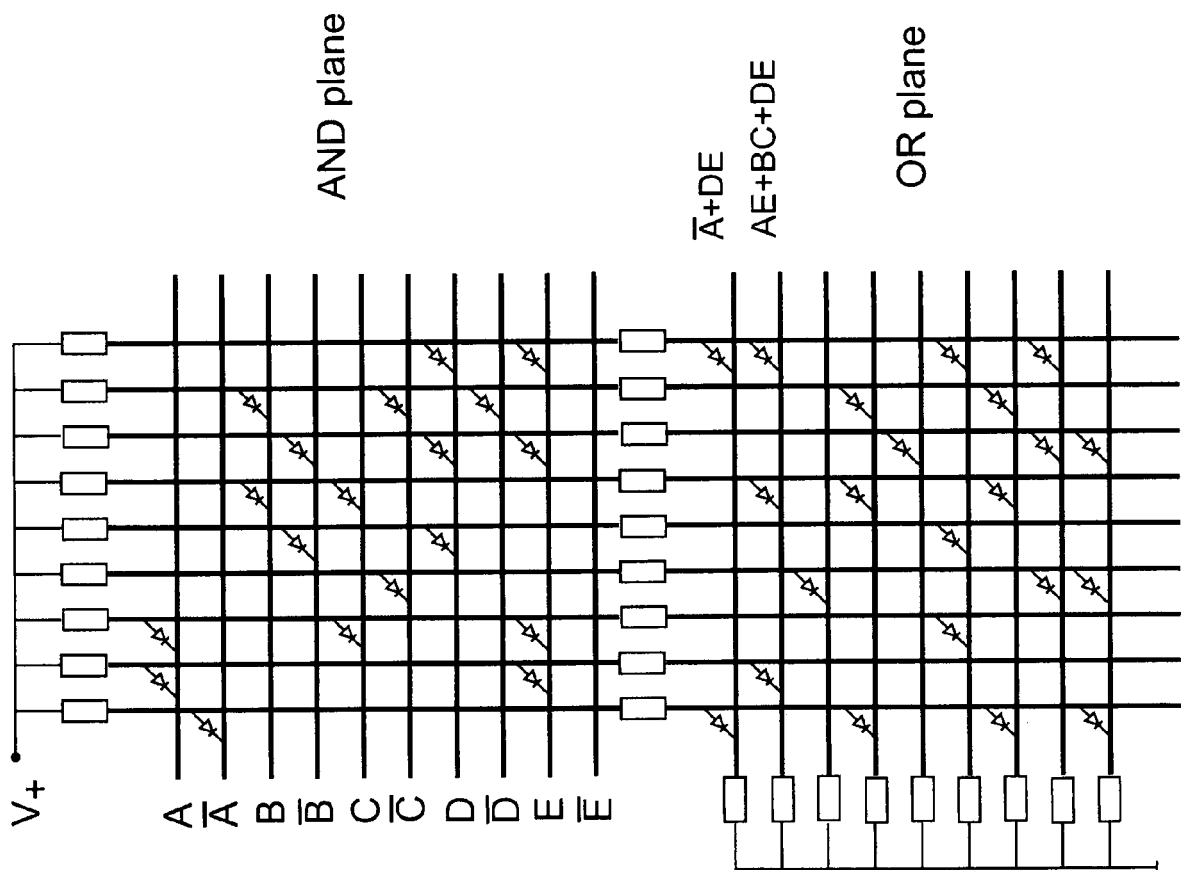 V+
A
A̅
B
B̅
C
C̅
D
D̅
E
E̅
AND plane
A̅+DE
AE+BC+DE
OR plane